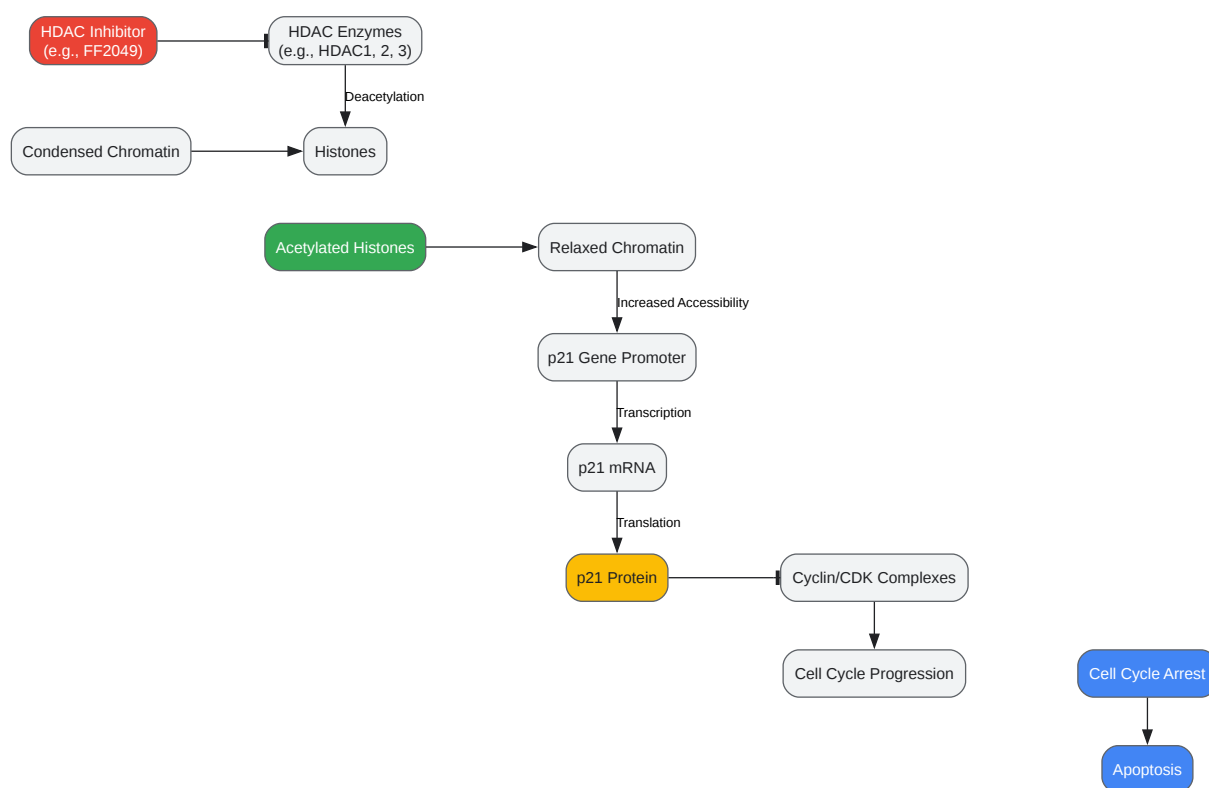 HDAC Inhibitor
(e.g., FF2049)
HDAC Enzymes
(e.g., HDAC1, 2, 3)
Deacetylation
Condensed Chromatin
Histones
Acetylated Histones
Relaxed Chromatin
Increased Accessibility
p21 Gene Promoter
Transcription
p21 mRNA
Translation
p21 Protein
Cyclin/CDK Complexes
Cell Cycle Progression
Cell Cycle Arrest
Apoptosis